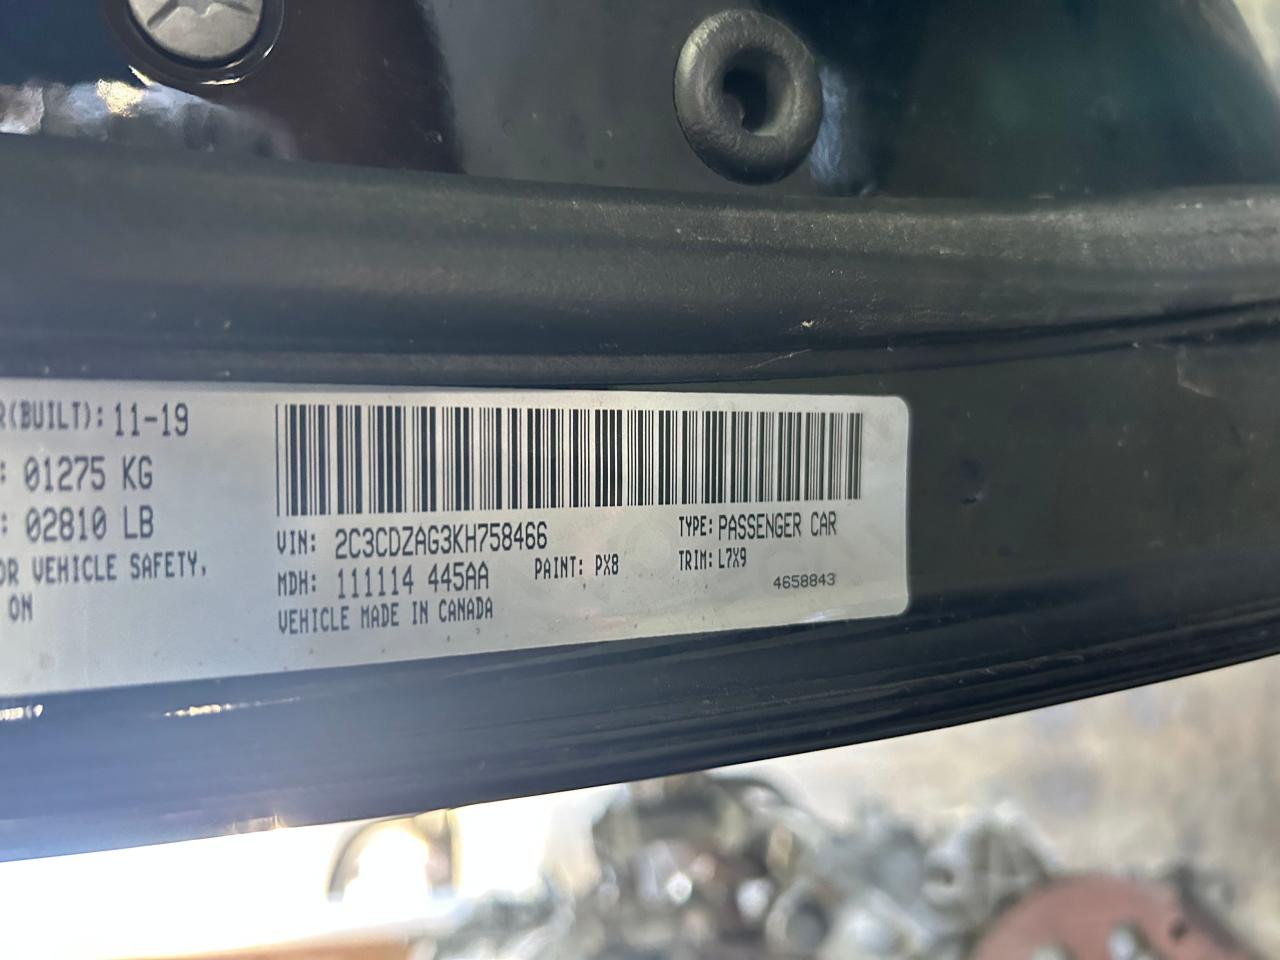 R(BUILT): 11-19
: 01275 KG
: 02810 LB
OR VEHICLE SAFETY,
ON
VIN: 2C3CDZAG3KH758466
TYPE: PASSENGER CAR
MDH: 111114 445AA
PAINT: PX8
TRIM: L7X9
VEHICLE MADE IN CANADA
4658843